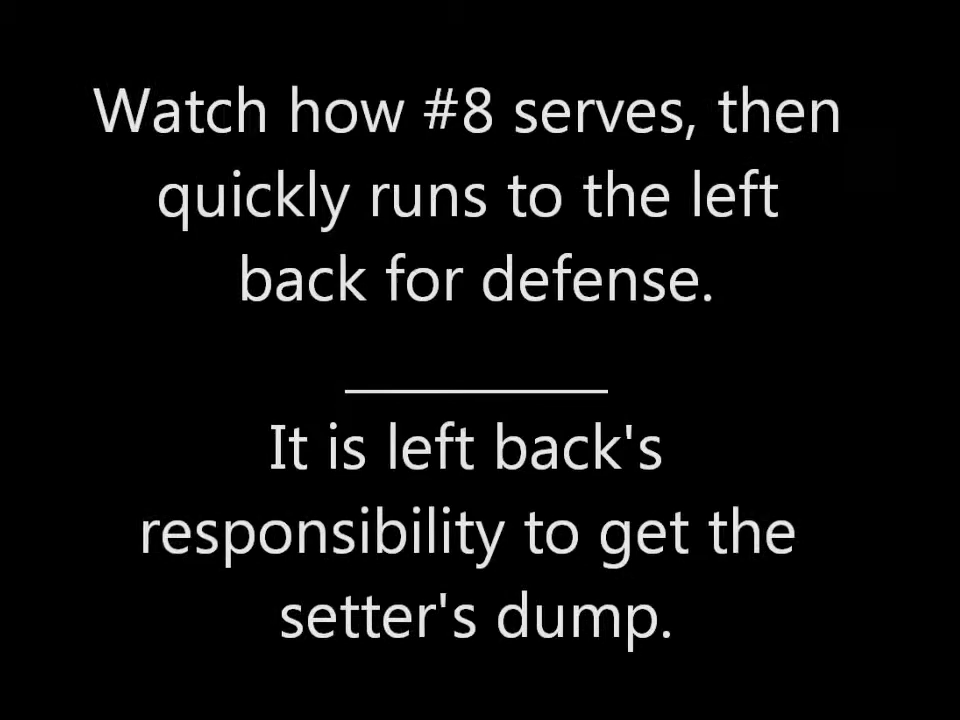 Watch how #8 serves, then
quickly runs to the left
back for defense.
__________
It is left back's
responsibility to get the
setter's dump.